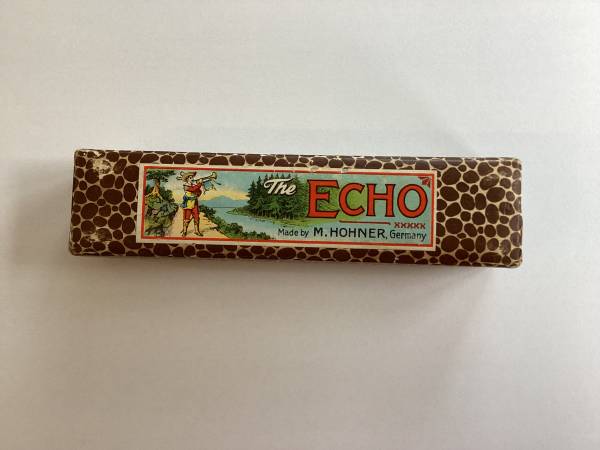 The ECHO
xxxxx
Made by M. HOHNER, Germany